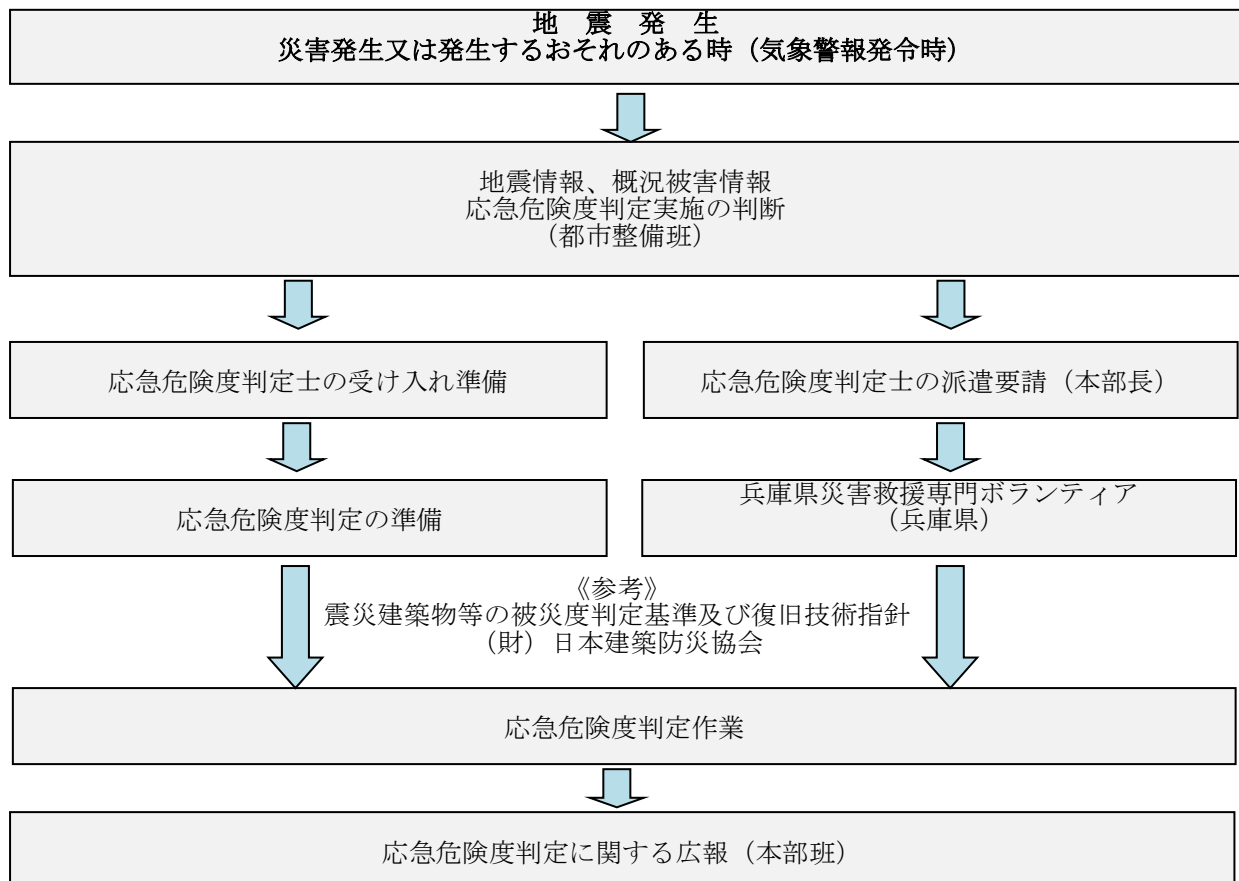 地　震　発　生
災害発生又は発生するおそれのある時（気象警報発令時）
地震情報、概況被害情報
応急危険度判定実施の判断
（都市整備班）
応急危険度判定士の受け入れ準備
応急危険度判定士の派遣要請（本部長）
応急危険度判定の準備
兵庫県災害救援専門ボランティア
（兵庫県）
《参考》
震災建築物等の被災度判定基準及び復旧技術指針
（財）日本建築防災協会
応急危険度判定作業
応急危険度判定に関する広報（本部班）